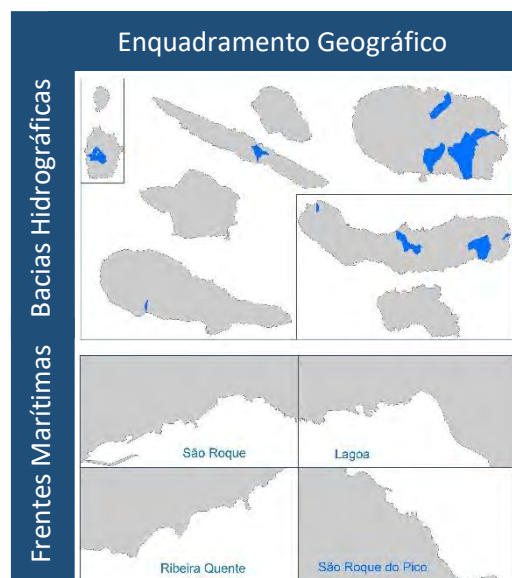 Enquadramento Geográfico
Bacias Hidrográficas
Frentes Marítimas
São Roque
Lagoa
Ribeira Quente
São Roque do Pico